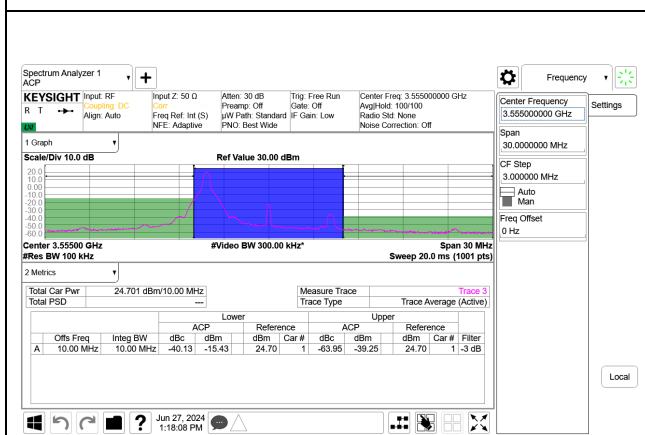 Spectrum Analyzer 1
ACP
Frequency
KEYSIGHT
R T
Input: RF
Coupling: DC
Align: Auto
Input Z: 50 Ω
Corr
Freq Ref: Int (S)
NFE: Adaptive
Atten: 30 dB
Preamp: Off
µW Path: Standard
PNO: Best Wide
Trig: Free Run
Gate: Off
IF Gain: Low
Center Freq: 3.555000000 GHz
Avg|Hold: 100/100
Radio Std: None
Noise Correction: Off
1 Graph
Scale/Div 10.0 dB
Ref Value 30.00 dBm
20.0
10.0
0.00
-10.0
-20.0
-30.0
-40.0
-50.0
-60.0
Center 3.55500 GHz
#Video BW 300.00 kHz*
Span 30 MHz
#Res BW 100 kHz
Sweep 20.0 ms (1001 pts)
2 Metrics
Total Car Pwr 24.701 dBm/10.00 MHz
Total PSD ---
Measure Trace Trace 3
Trace Type Trace Average (Active)
Lower Upper
ACP Reference ACP Reference
Offs Freq Integ BW dBc dBm dBm Car # dBc dBm dBm Car # Filter
A 10.00 MHz 10.00 MHz -40.13 -15.43 24.70 1 -63.95 -39.25 24.70 1 -3 dB
Center Frequency
3.555000000 GHz
Settings
Span
30.0000000 MHz
CF Step
3.000000 MHz
Auto
Man
Freq Offset
0 Hz
Local
?
Jun 27, 2024
1:18:08 PM